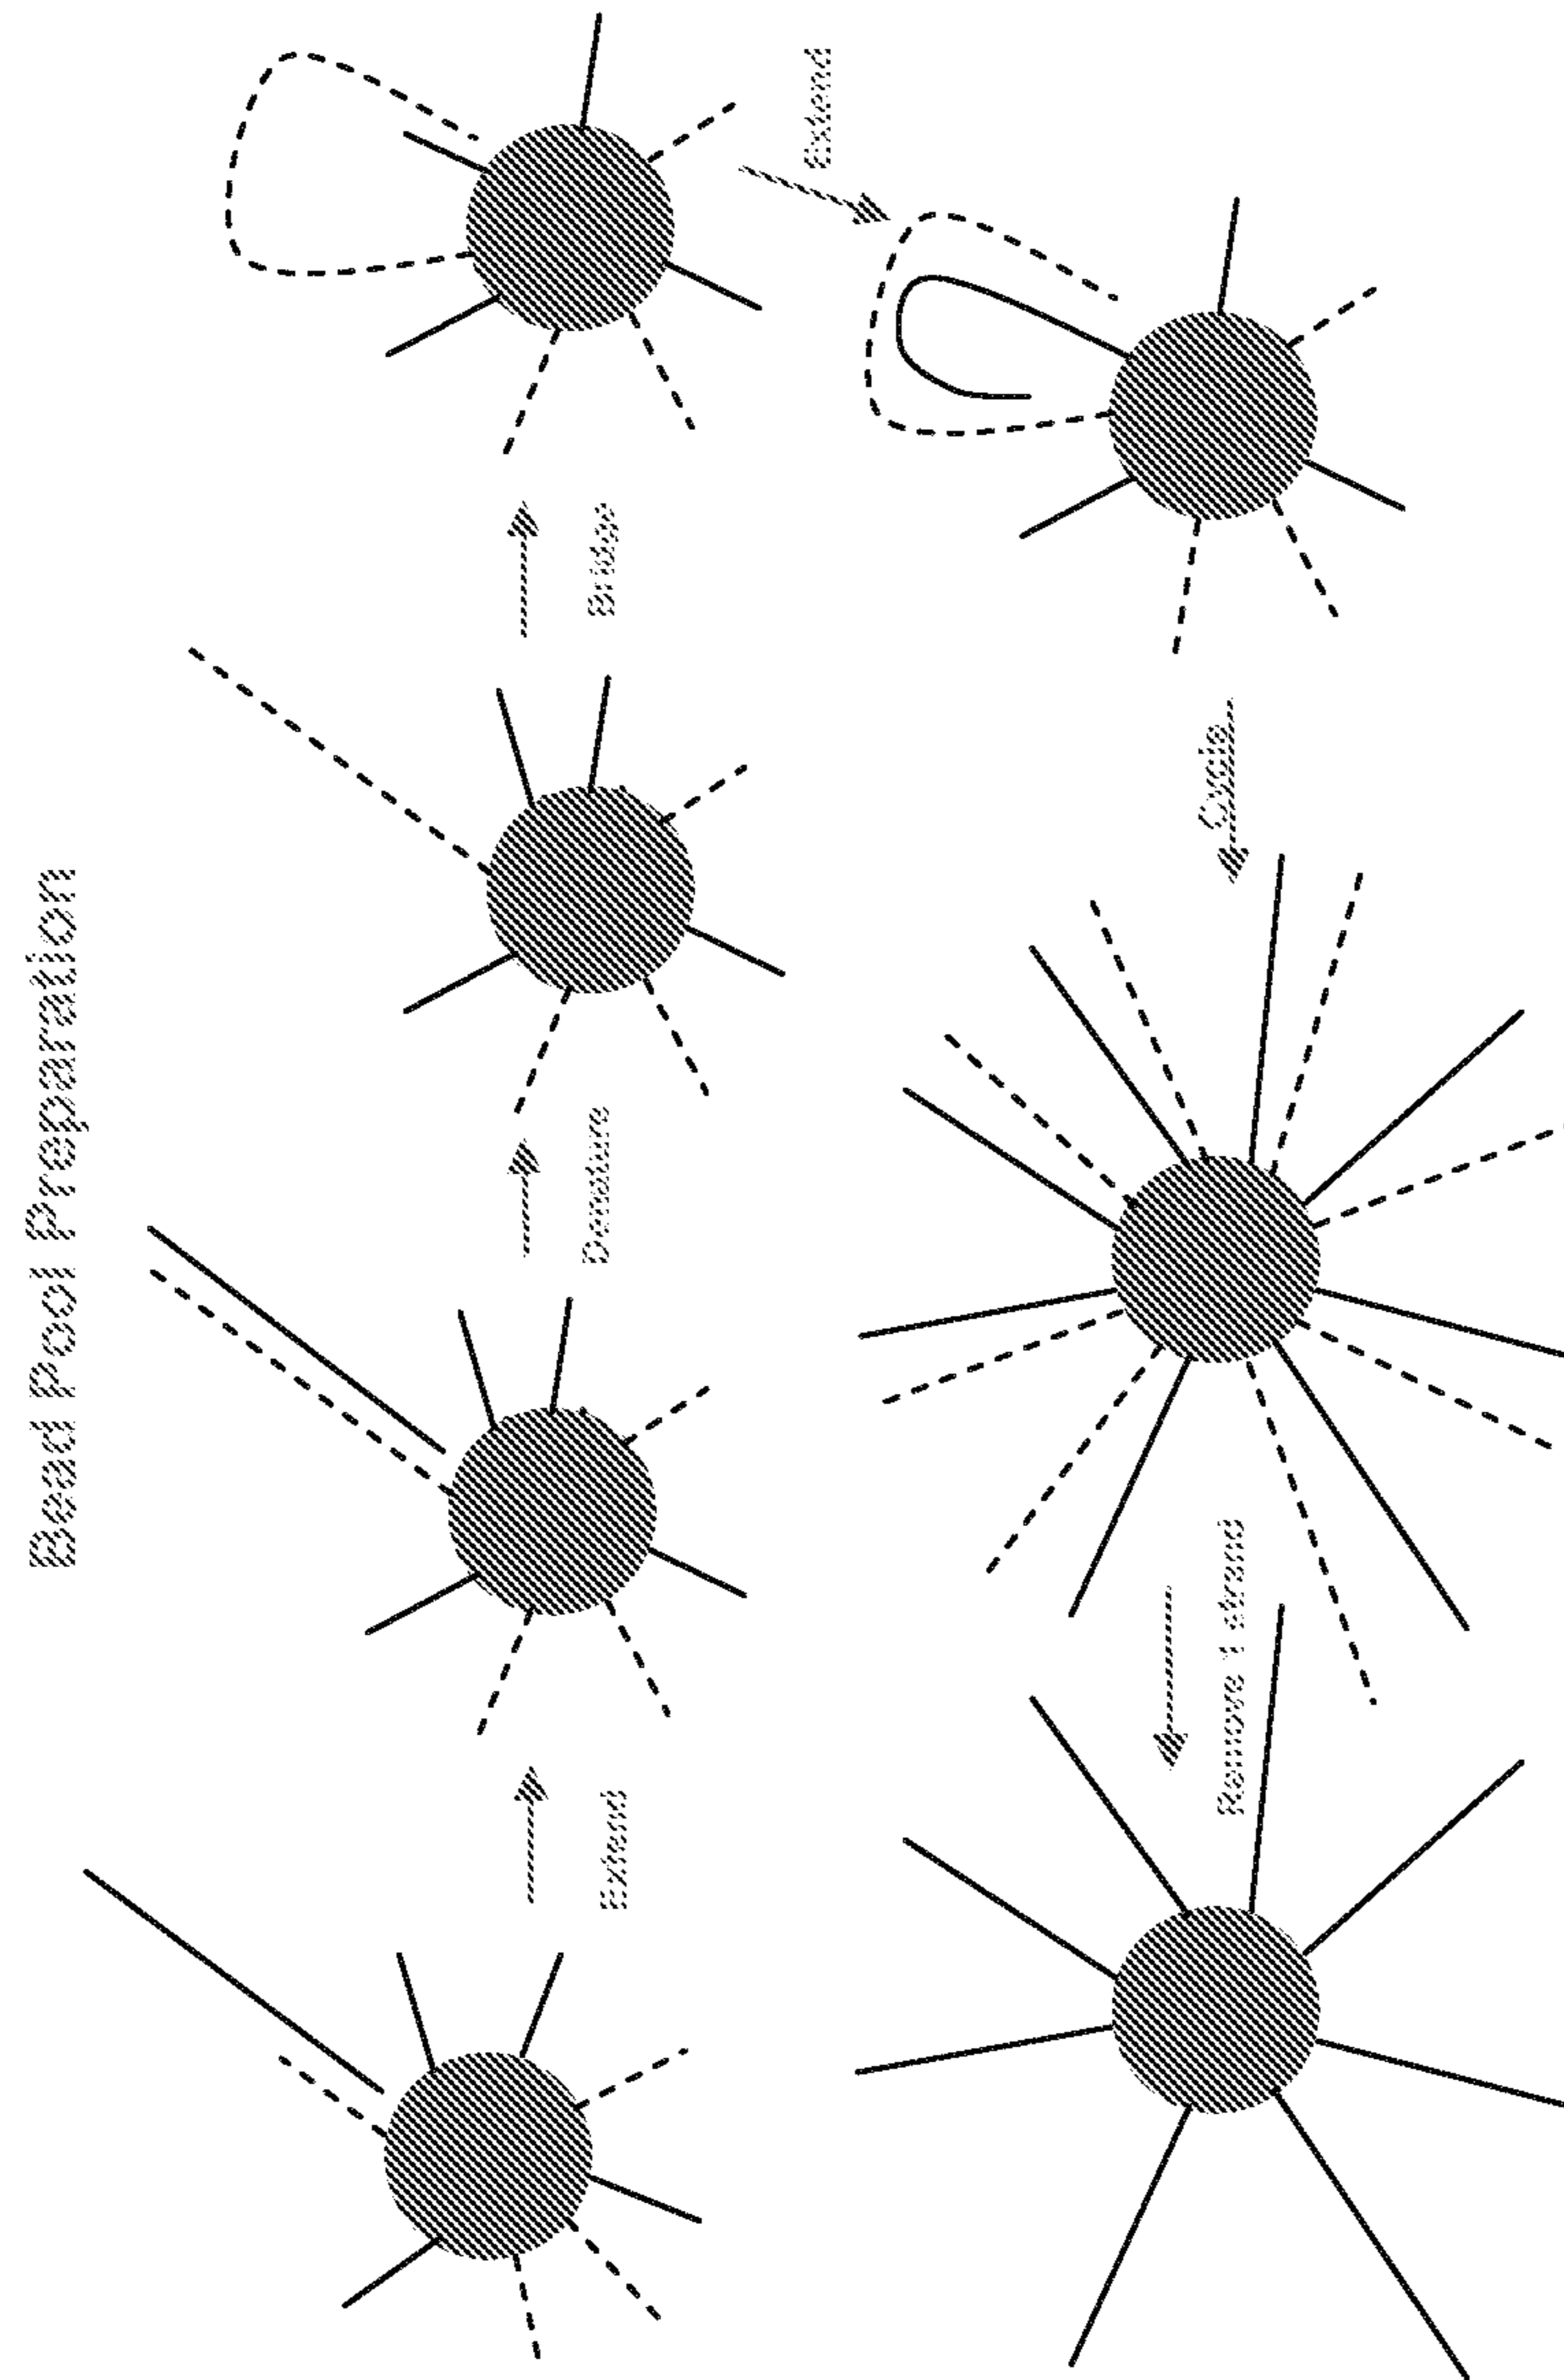 Bead Pool Preparation
Extend
Denature
Bridge
Extend
Cycle
Remove 1 strand